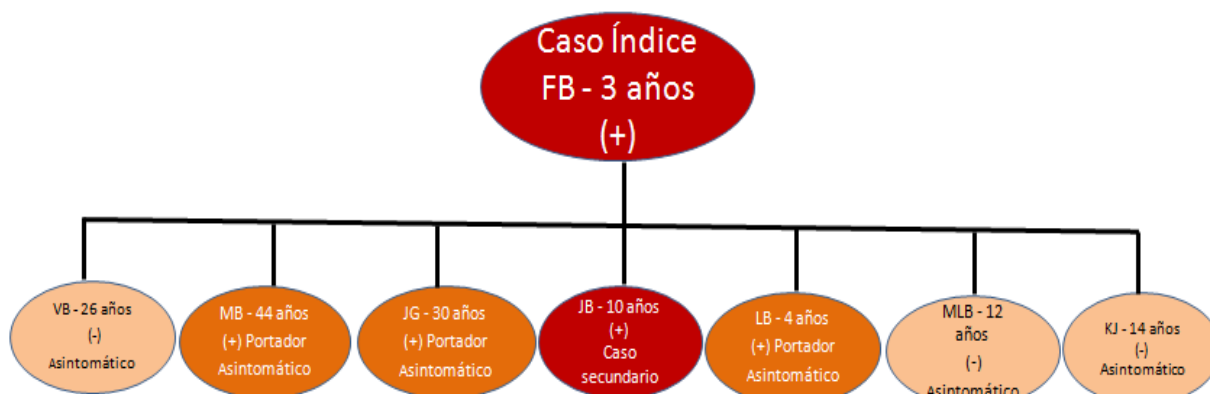 Caso Índice
FB - 3 años
(+)
VB - 26 años
(-)
Asintomático
MB - 44 años
(+) Portador
Asintomático
JG - 30 años
(+) Portador
Asintomático
JB - 10 años
(+)
Caso
secundario
LB - 4 años
(+) Portador
Asintomático
MLB - 12
años
(-)
Asintomático
KJ - 14 años
(-)
Asintomático